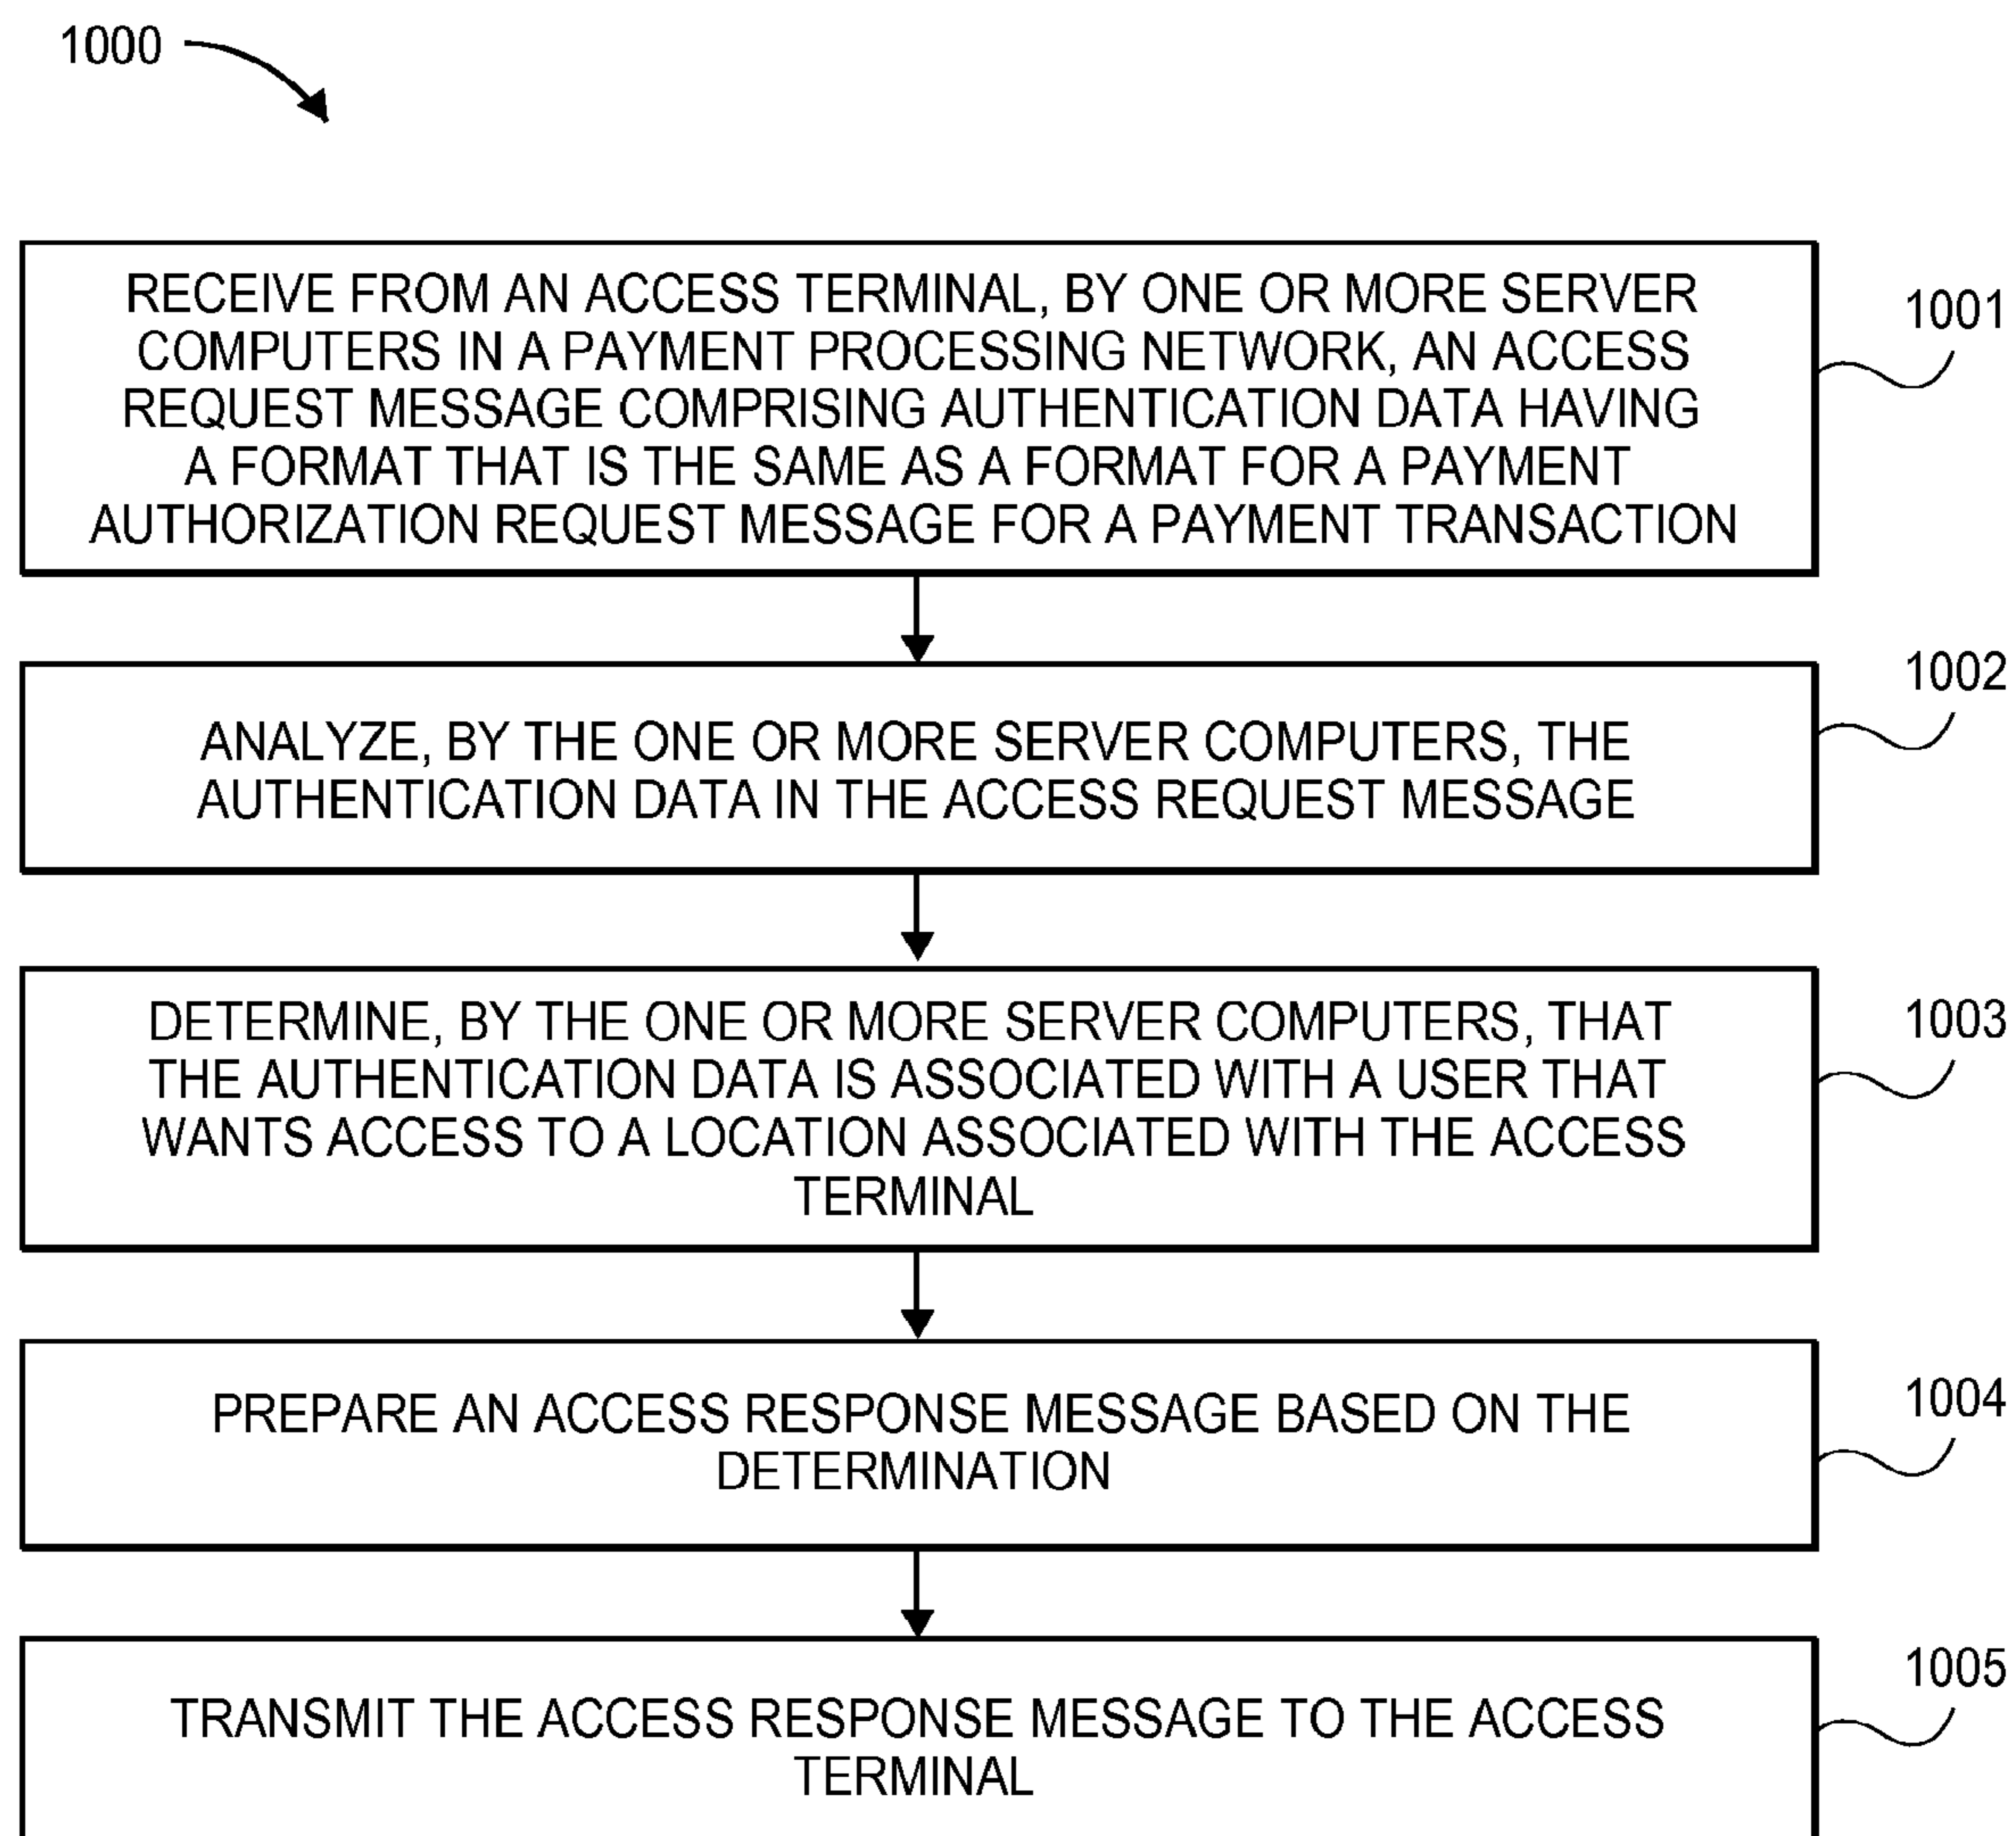 1000
RECEIVE FROM AN ACCESS TERMINAL, BY ONE OR MORE SERVER
COMPUTERS IN A PAYMENT PROCESSING NETWORK, AN ACCESS
REQUEST MESSAGE COMPRISING AUTHENTICATION DATA HAVING
A FORMAT THAT IS THE SAME AS A FORMAT FOR A PAYMENT
AUTHORIZATION REQUEST MESSAGE FOR A PAYMENT TRANSACTION
1001
ANALYZE, BY THE ONE OR MORE SERVER COMPUTERS, THE
AUTHENTICATION DATA IN THE ACCESS REQUEST MESSAGE
1002
DETERMINE, BY THE ONE OR MORE SERVER COMPUTERS, THAT
THE AUTHENTICATION DATA IS ASSOCIATED WITH A USER THAT
WANTS ACCESS TO A LOCATION ASSOCIATED WITH THE ACCESS
TERMINAL
1003
PREPARE AN ACCESS RESPONSE MESSAGE BASED ON THE
DETERMINATION
1004
TRANSMIT THE ACCESS RESPONSE MESSAGE TO THE ACCESS
TERMINAL
1005